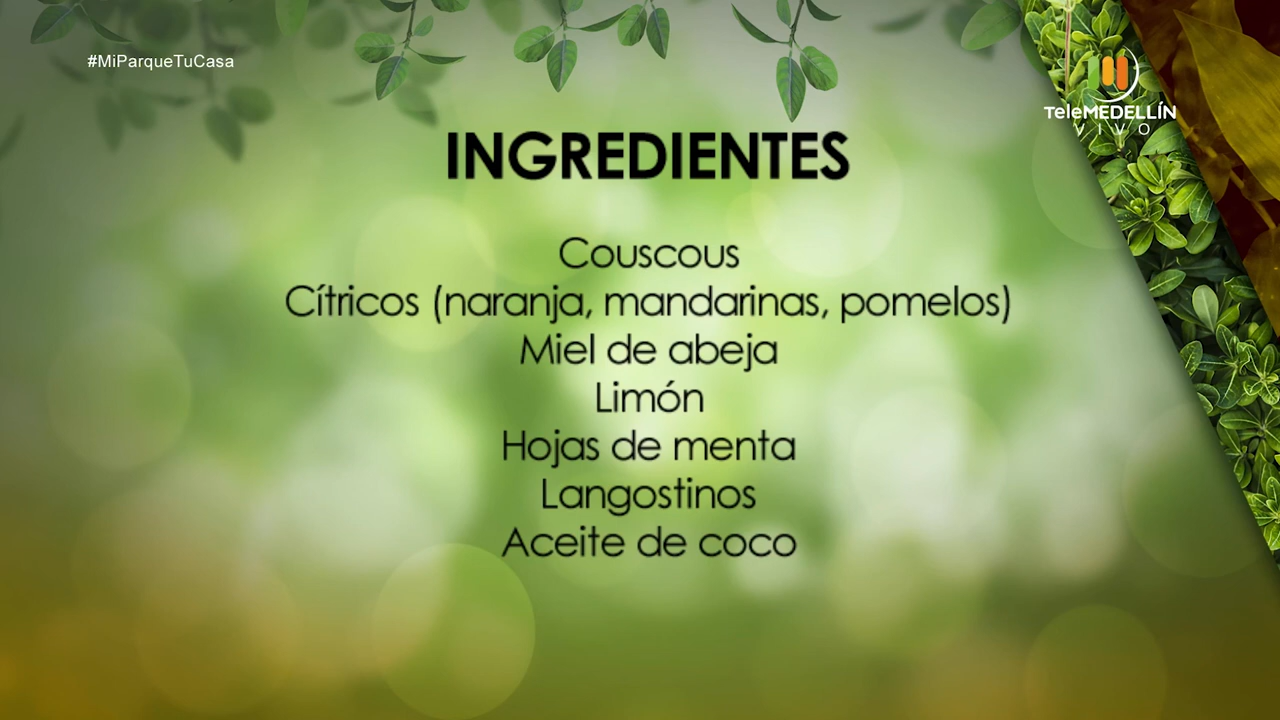 #MiParqueTuCasa
TeleMEDELLÍN
VIVO
INGREDIENTES
Couscous
Cítricos (naranja, mandarinas, pomelos)
Miel de abeja
Limón
Hojas de menta
Langostinos
Aceite de coco